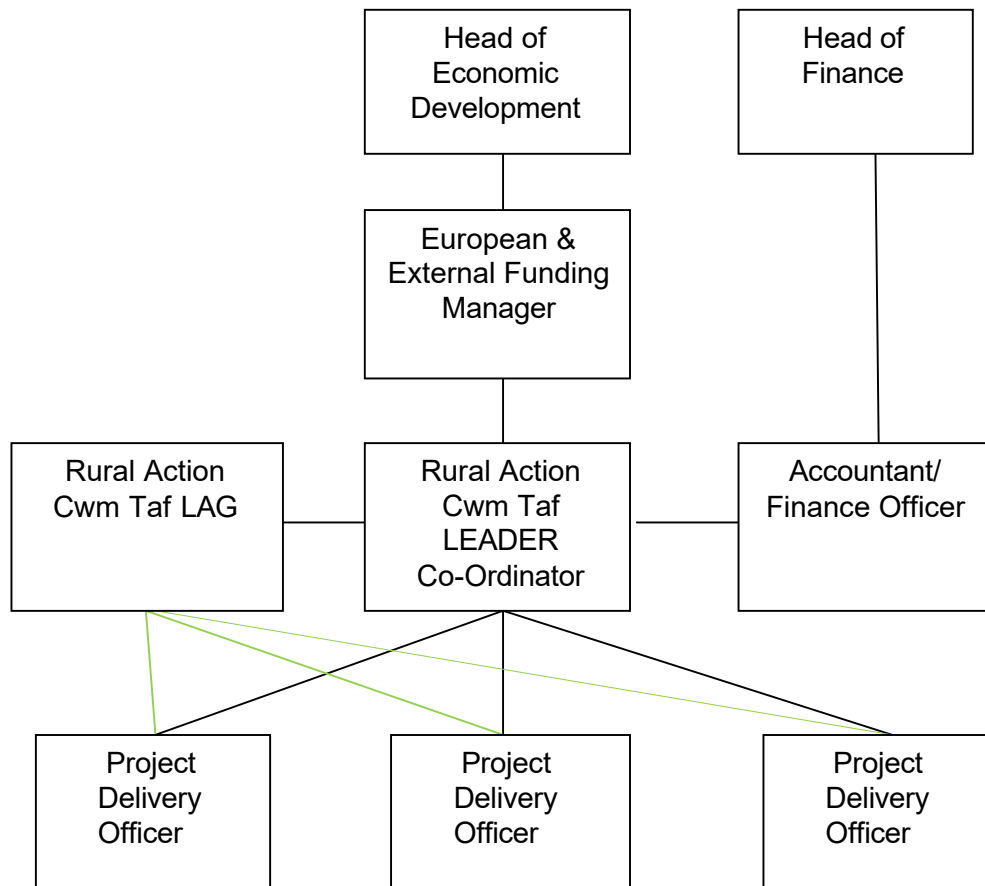 Head of
Economic
Development
Head of
Finance
European &
External Funding
Manager
Rural Action
Cwm Taf LAG
Rural Action
Cwm Taf
LEADER
Co-Ordinator
Accountant/
Finance Officer
Project
Delivery
Officer
Project
Delivery
Officer
Project
Delivery
Officer